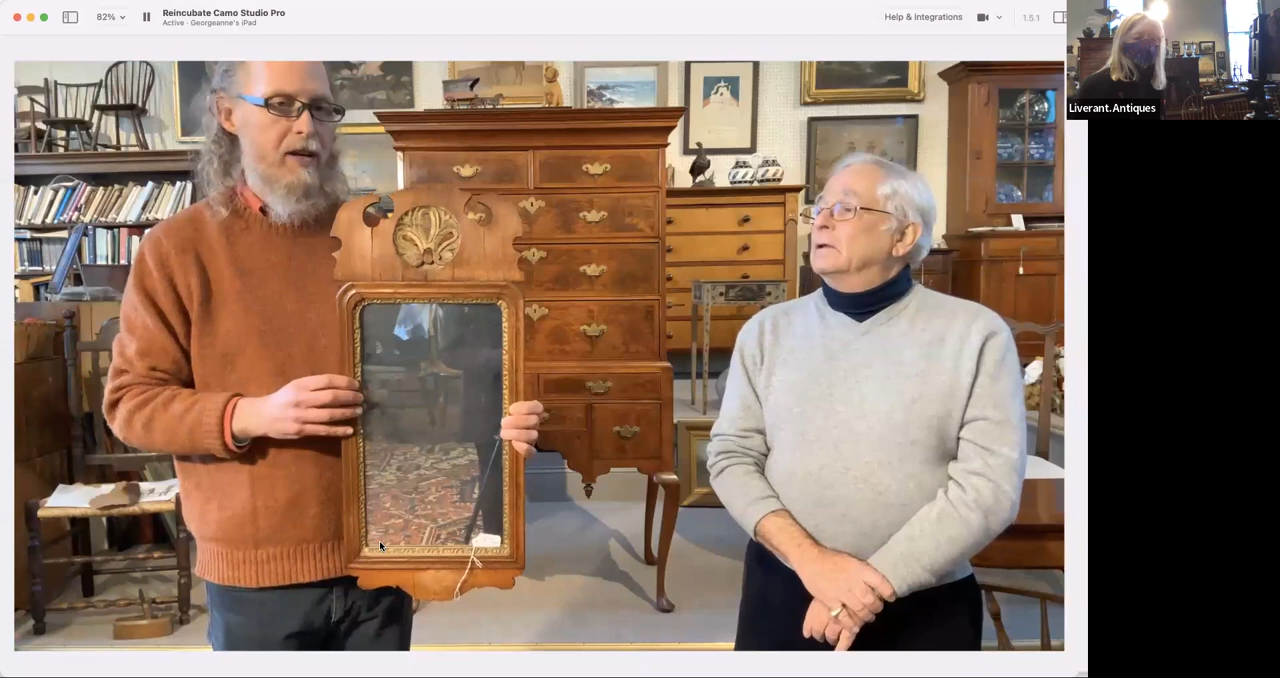 82%
Reincubate Camo Studio Pro
Active · Georgeanne's iPad
Help & Integrations
1.5.1
Liverant.Antiques